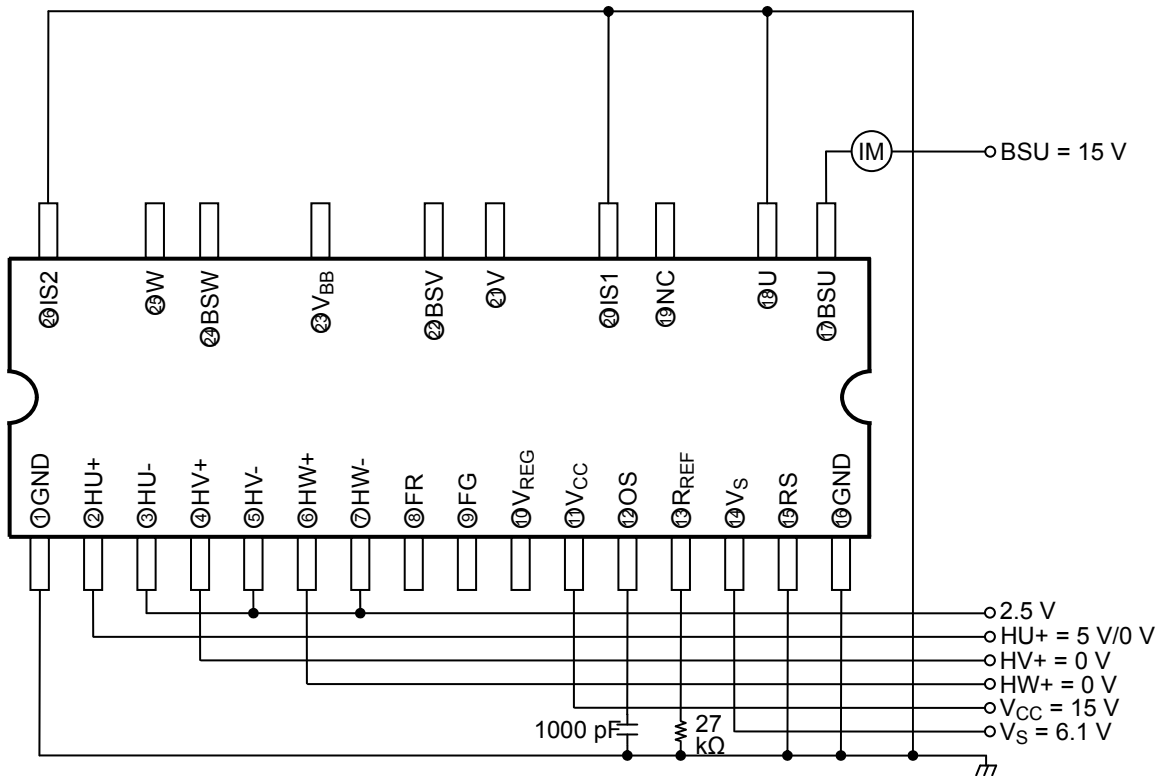 IM
BSU = 15 V
㉖IS2
㉕W
㉔BSW
㉓VBB
㉒BSV
㉑V
⑳IS1
⑲NC
⑱U
⑰BSU
①GND
②HU+
③HU-
④HV+
⑤HV-
⑥HW+
⑦HW-
⑧FR
⑨FG
⑩VREG
⑪VCC
⑫OS
⑬RREF
⑭VS
⑮RS
⑯GND
2.5 V
HU+ = 5 V/0 V
HV+ = 0 V
HW+ = 0 V
VCC = 15 V
VS = 6.1 V
1000 pF
27
kΩ